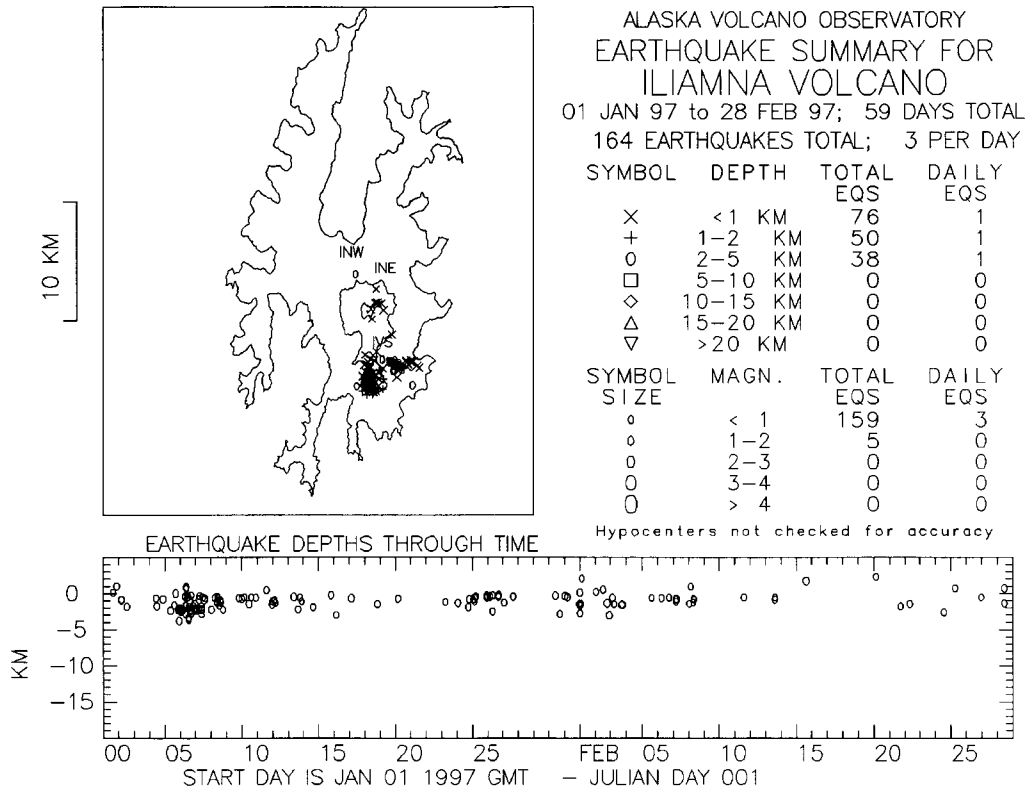 ALASKA VOLCANO OBSERVATORY
EARTHQUAKE SUMMARY FOR
ILIAMNA VOLCANO
01 JAN 97 to 28 FEB 97; 59 DAYS TOTAL
164 EARTHQUAKES TOTAL; 3 PER DAY
SYMBOL DEPTH TOTAL EQS DAILY EQS
× <1 KM 76 1
+ 1-2 KM 50 1
0 2-5 KM 38 1
□ 5-10 KM 0 0
◇ 10-15 KM 0 0
△ 15-20 KM 0 0
▽ >20 KM 0 0
SYMBOL SIZE MAGN. TOTAL EQS DAILY EQS
0 < 1 159 3
0 1-2 5 0
0 2-3 0 0
0 3-4 0 0
0 > 4 0 0
Hypocenters not checked for accuracy
10 KM
INW
INE
IVS
EARTHQUAKE DEPTHS THROUGH TIME
KM
0
-5
-10
-15
00 05 10 15 20 25 FEB 05 10 15 20 25
START DAY IS JAN 01 1997 GMT - JULIAN DAY 001